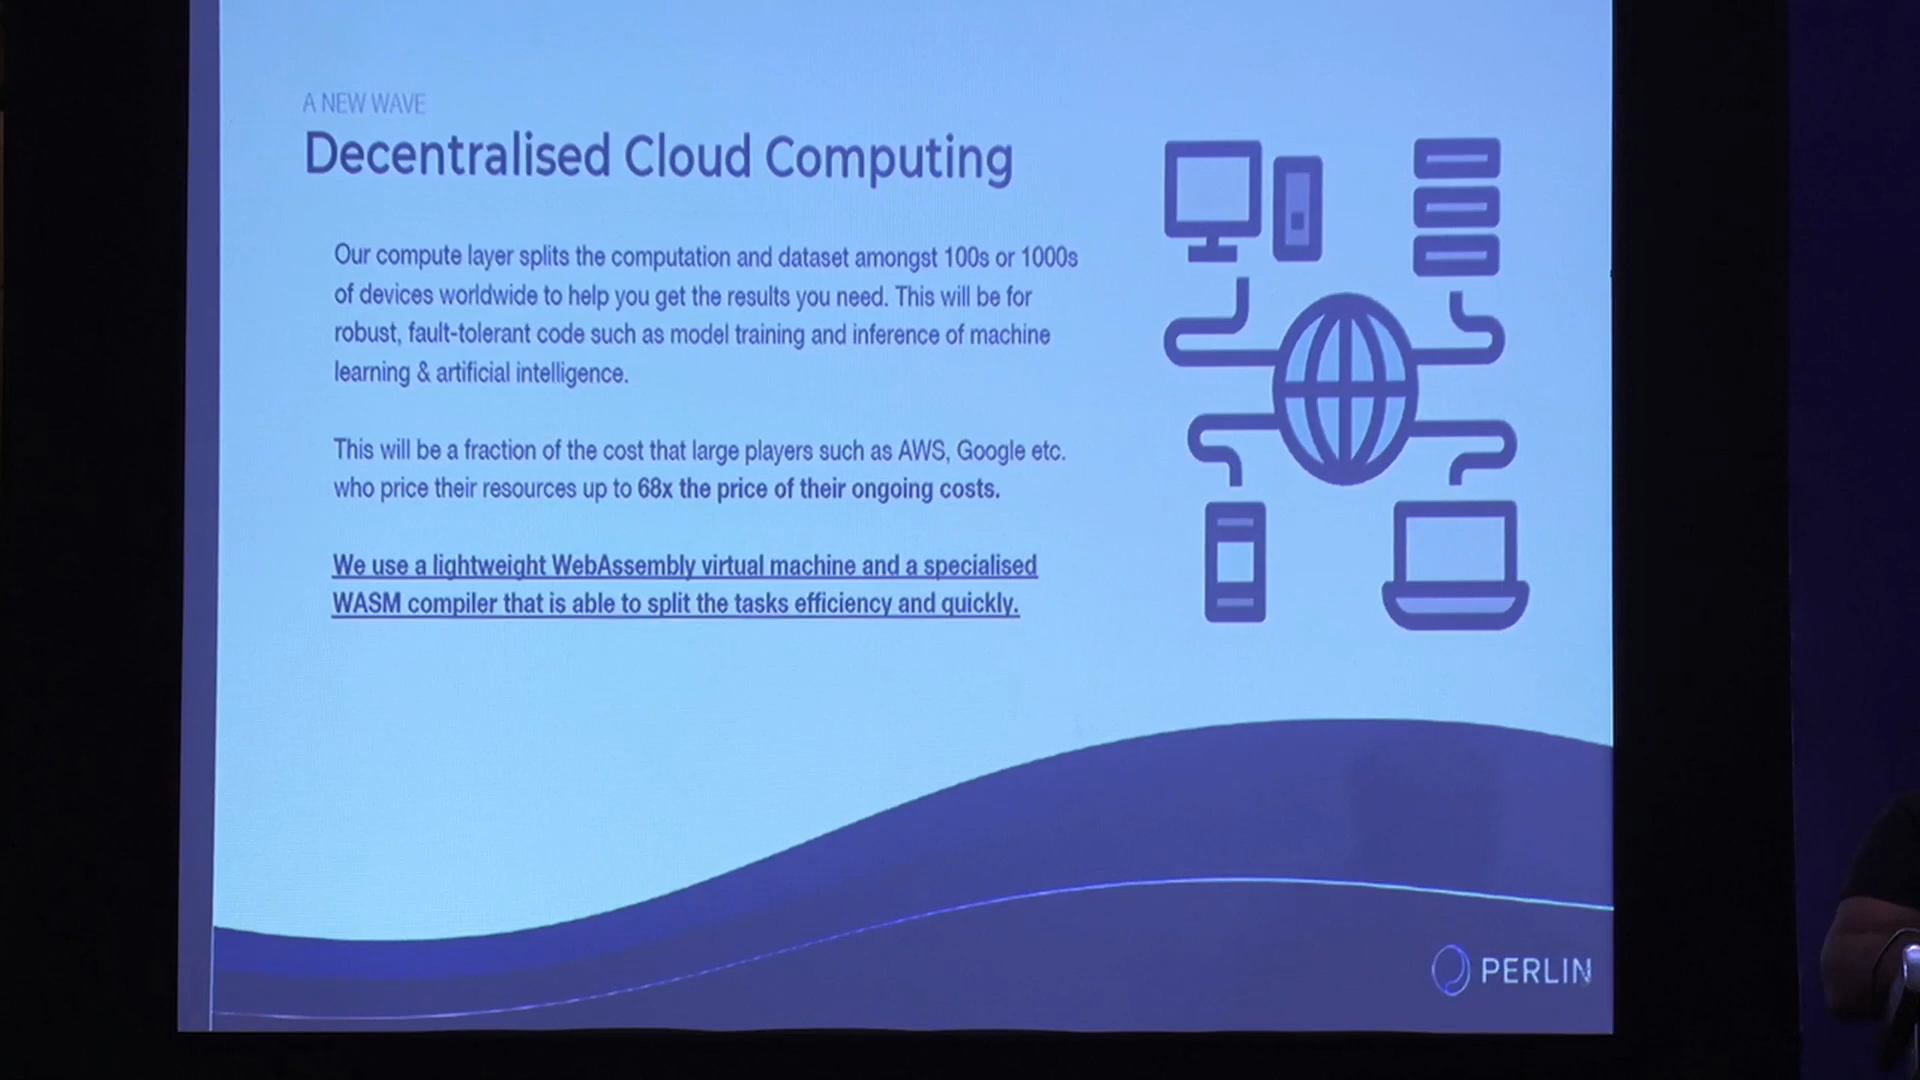 A NEW WAVE
Decentralised Cloud Computing
Our compute layer splits the computation and dataset amongst 100s or 1000s
of devices worldwide to help you get the results you need. This will be for
robust, fault-tolerant code such as model training and inference of machine
learning & artificial intelligence.
This will be a fraction of the cost that large players such as AWS, Google etc.
who price their resources up to 68x the price of their ongoing costs.
We use a lightweight WebAssembly virtual machine and a specialised
WASM compiler that is able to split the tasks efficiency and quickly.
PERLIN